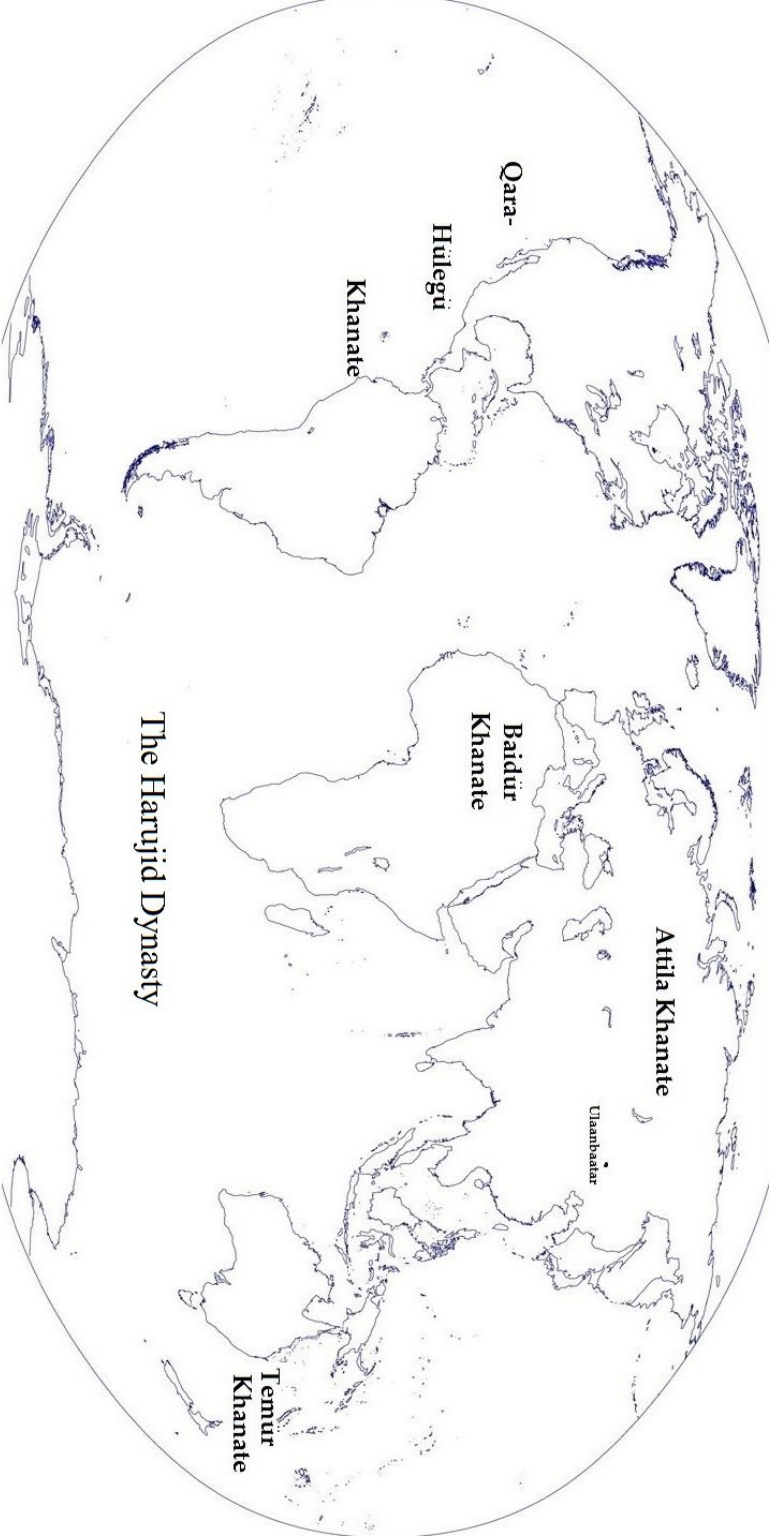 Qara-
Hülegü
Khanate
Baidür
Khanate
Attila Khanate
Ulaanbaatar
The Harujid Dynasty
Temür
Khanate